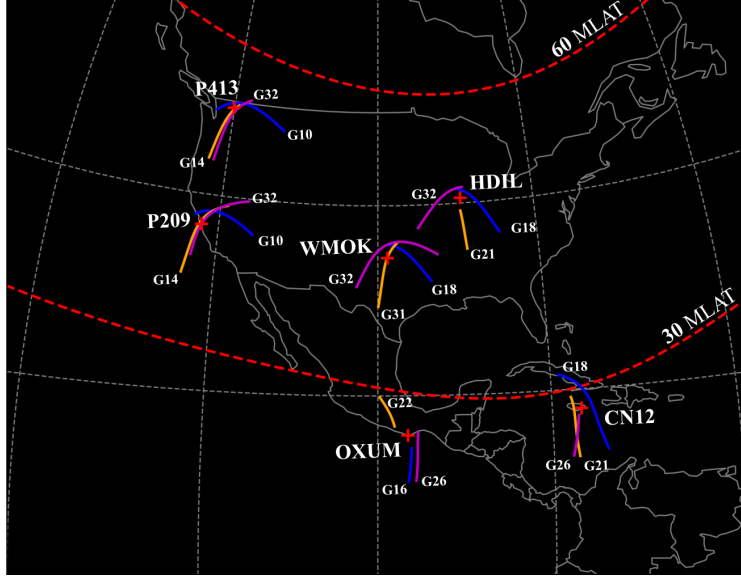 60 MLAT
P413
G32
G10
G14
HDIL
G32
G18
G21
G32
P209
G10
G14
WMOK
G32
G18
G31
30 MLAT
G18
G22
CN12
OXUM
G26
G21
G16
G26